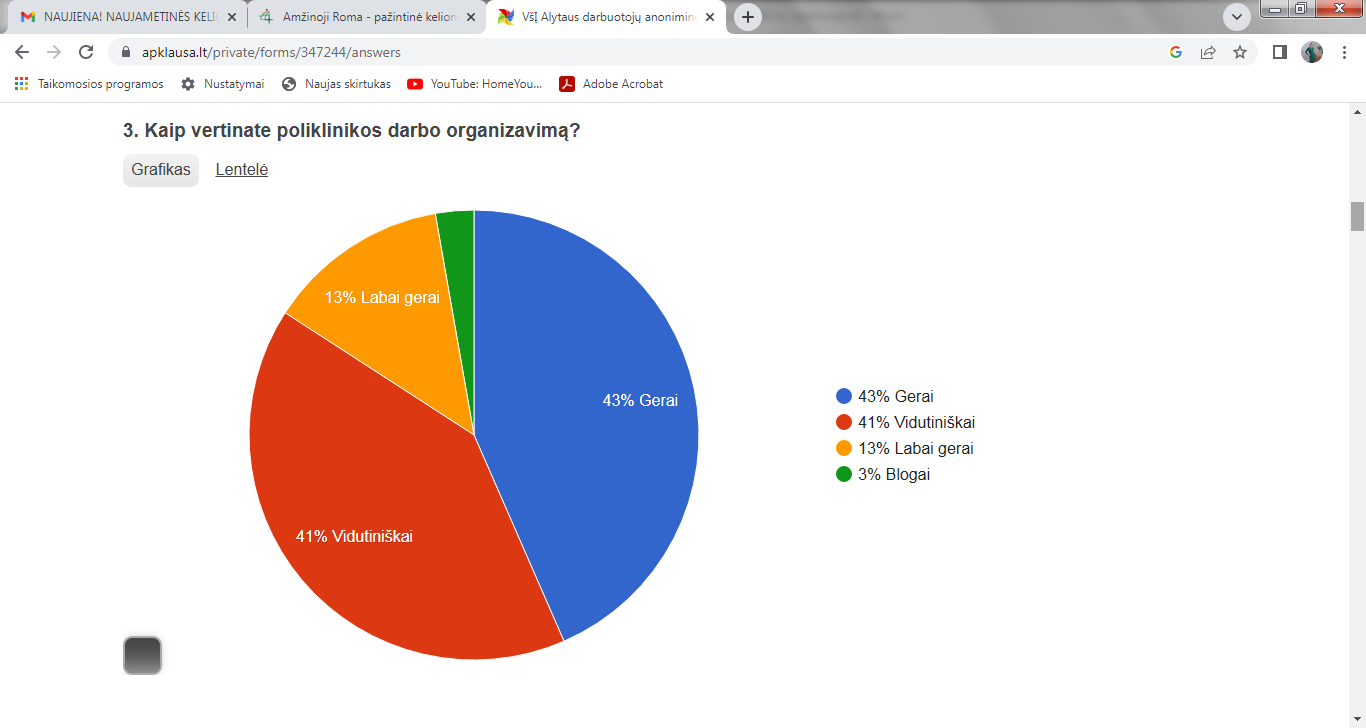 NAUJIENA! NAUJAMETINĖS KELIO
Amžinoji Roma - pažintinė kelion
VšĮ Alytaus darbuotojų anoniminė
apklausa.lt/private/forms/347244/answers
Taikomosios programos
Nustatymai
Naujas skirtukas
YouTube: HomeYou...
Adobe Acrobat
3. Kaip vertinate poliklinikos darbo organizavimą?
Grafikas
Lentelė
13% Labai gerai
43% Gerai
41% Vidutiniškai
43% Gerai
41% Vidutiniškai
13% Labai gerai
3% Blogai